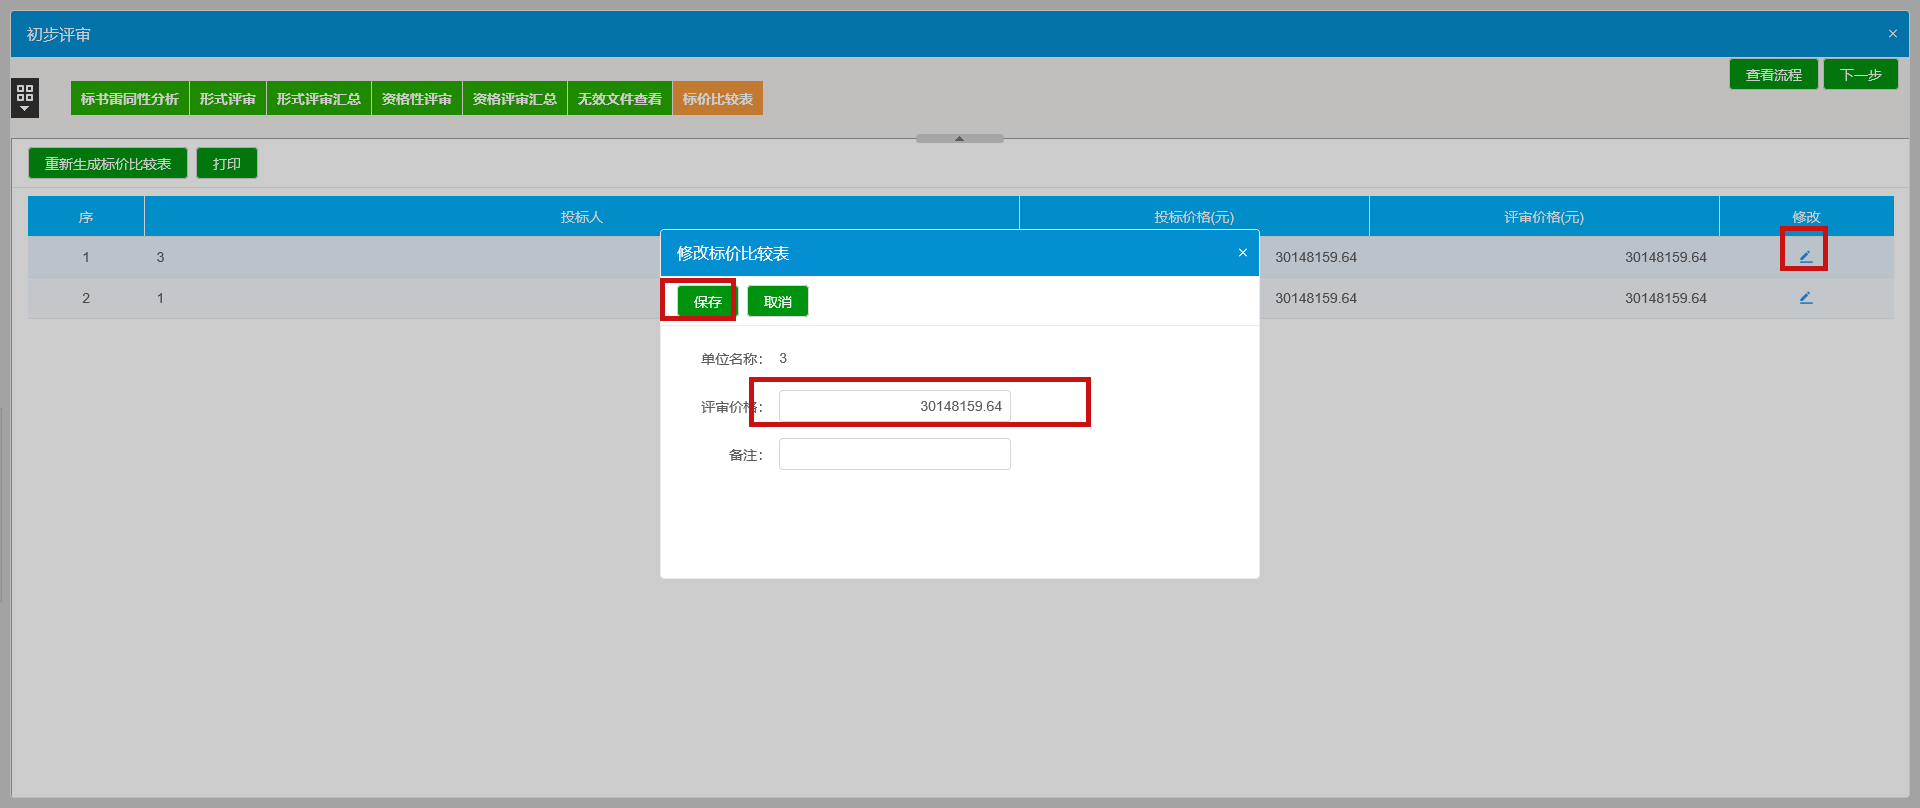 初步评审
×
查看流程 下一步
标书雷同性分析 形式评审 形式评审汇总 资格性评审 资格评审汇总 无效文件查看 标价比较表
重新生成标价比较表 打印
序 投标人 投标价格(元) 评审价格(元) 修改
1 3 30148159.64 30148159.64
2 1 30148159.64 30148159.64
修改标价比较表 ×
保存 取消
单位名称: 3
评审价格: 30148159.64
备注: